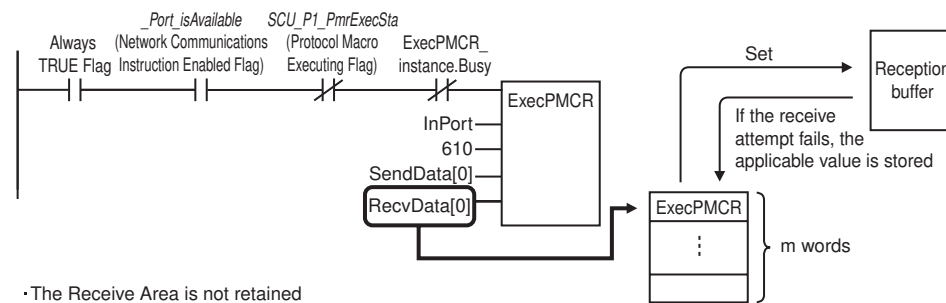 Always
TRUE Flag
_Port_isAvailable
(Network Communications
Instruction Enabled Flag)
SCU_P1_PmrExecSta
(Protocol Macro
Executing Flag)
ExecPMCR_
instance.Busy
ExecPMCR
InPort
610
SendData[0]
RecvData[0]
Set
Reception
buffer
If the receive
attempt fails, the
applicable value is stored
ExecPMCR
m words
·The Receive Area is not retained